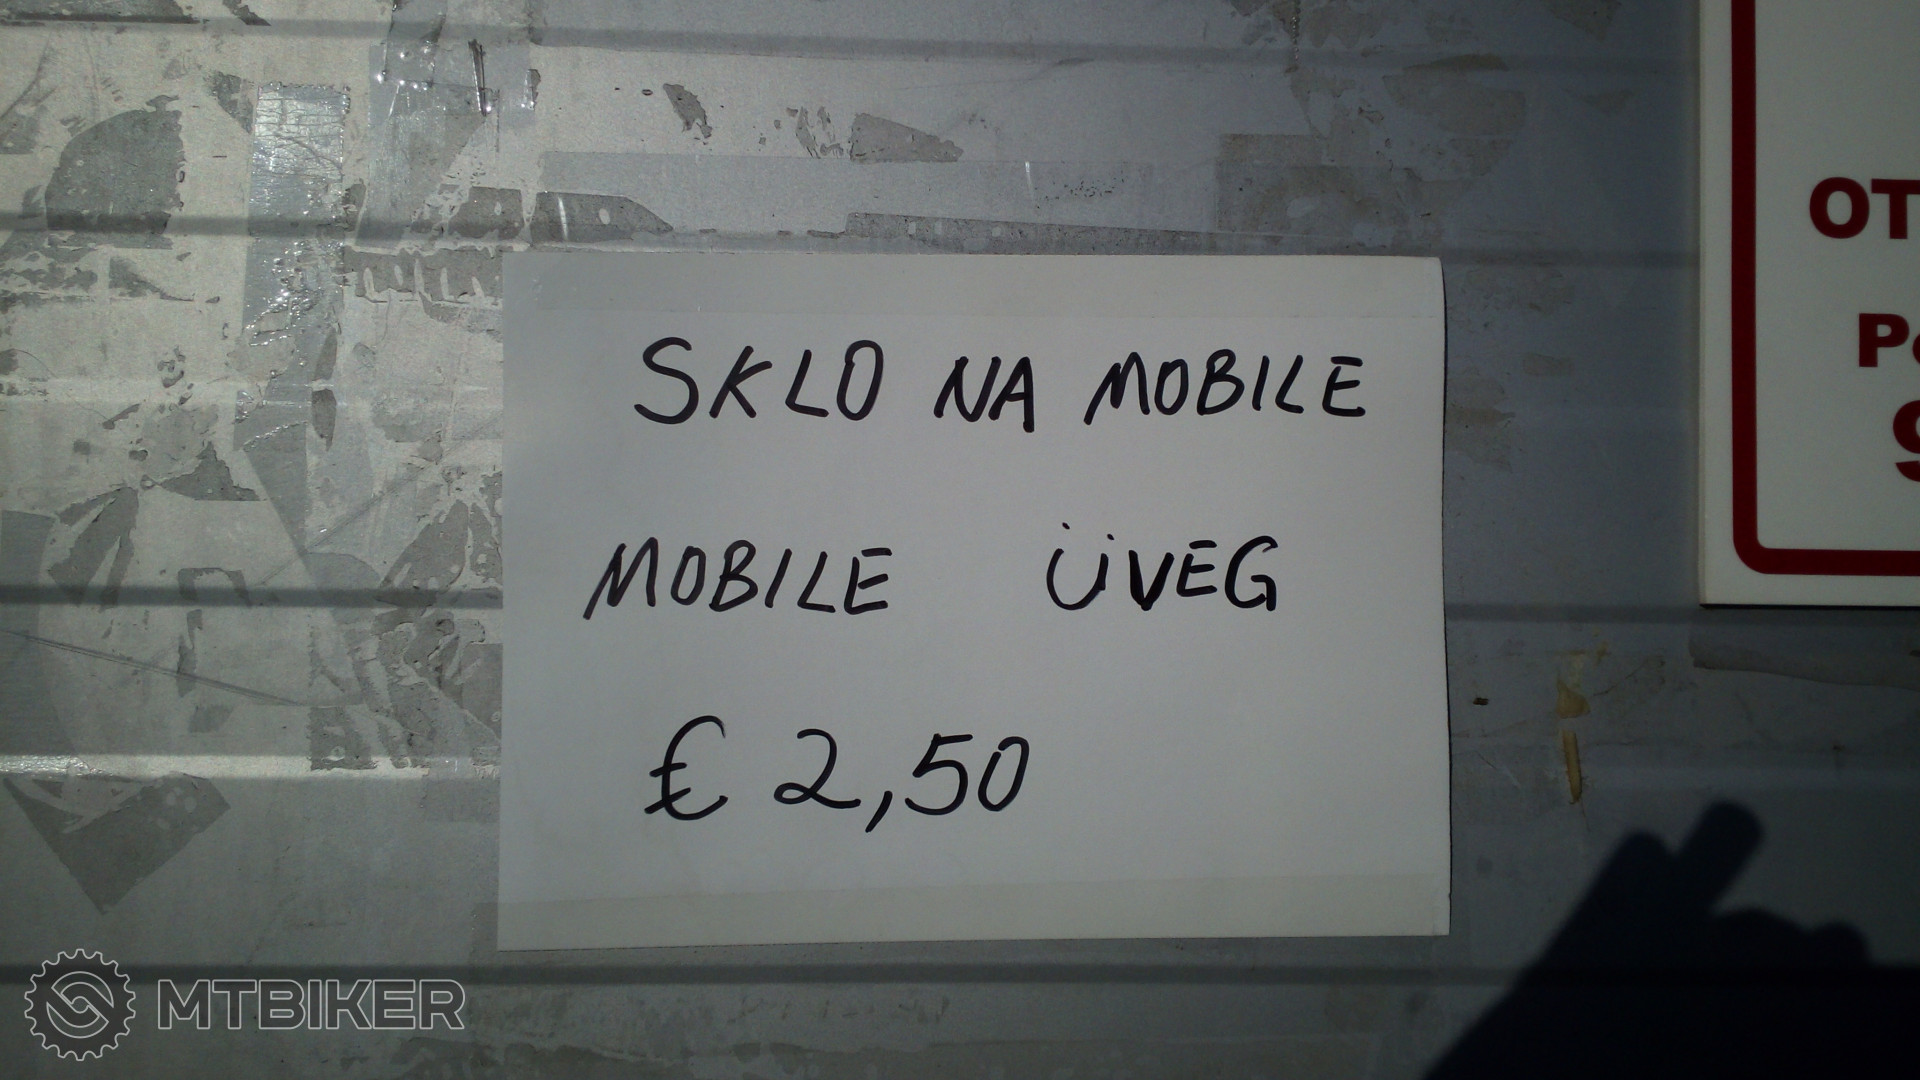 SKLO NA MOBILE
MOBILE ÜVEG
€ 2,50
OT
MTBIKER